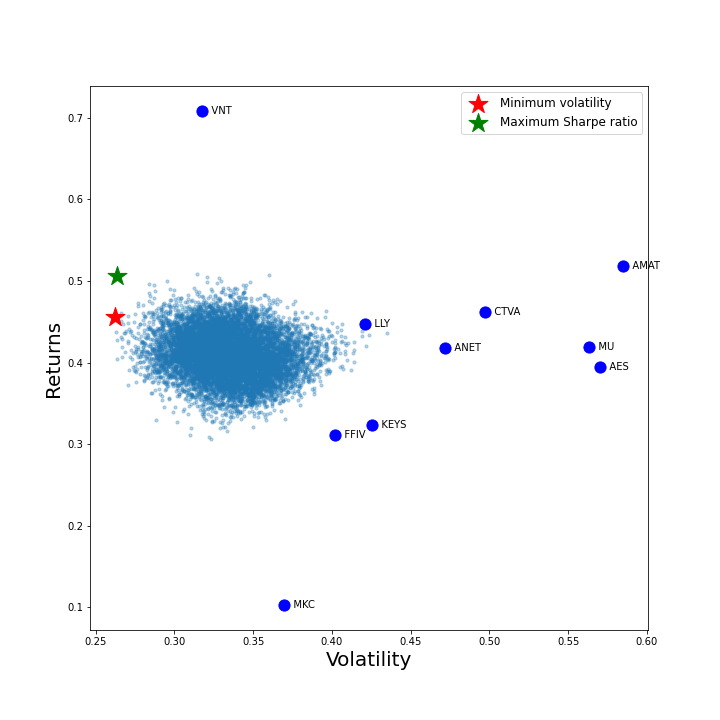 Minimum volatility
Maximum Sharpe ratio
0.7
VNT
0.6
0.5
AMAT
CTVA
LLY
ANET
MU
0.4
AES
KEYS
FFIV
0.3
0.2
0.1
MKC
Returns
0.25 0.30 0.35 0.40 0.45 0.50 0.55 0.60
Volatility